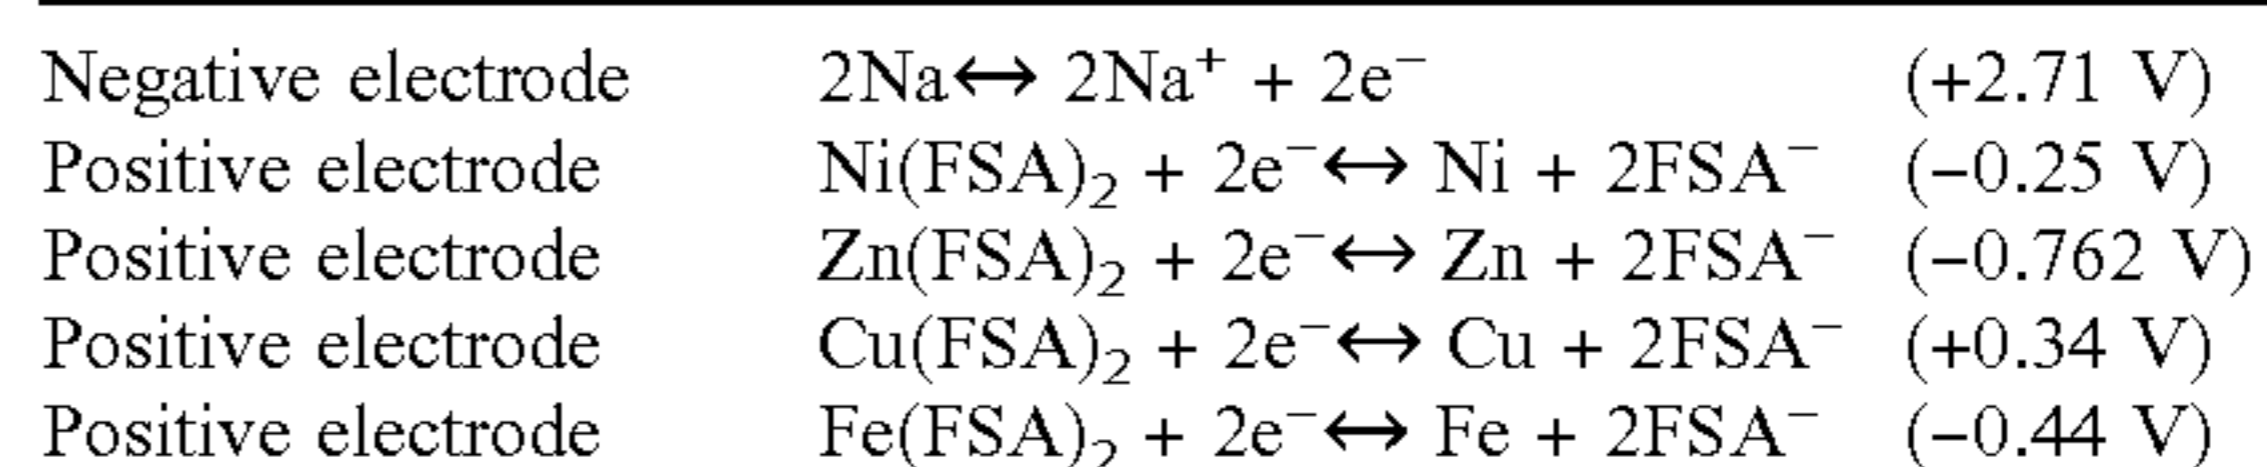 Negative electrode 2Na↔ 2Na⁺ + 2e⁻ (+2.71 V)
Positive electrode Ni(FSA)₂ + 2e⁻↔ Ni + 2FSA⁻ (−0.25 V)
Positive electrode Zn(FSA)₂ + 2e⁻↔ Zn + 2FSA⁻ (−0.762 V)
Positive electrode Cu(FSA)₂ + 2e⁻↔ Cu + 2FSA⁻ (+0.34 V)
Positive electrode Fe(FSA)₂ + 2e⁻↔ Fe + 2FSA⁻ (−0.44 V)